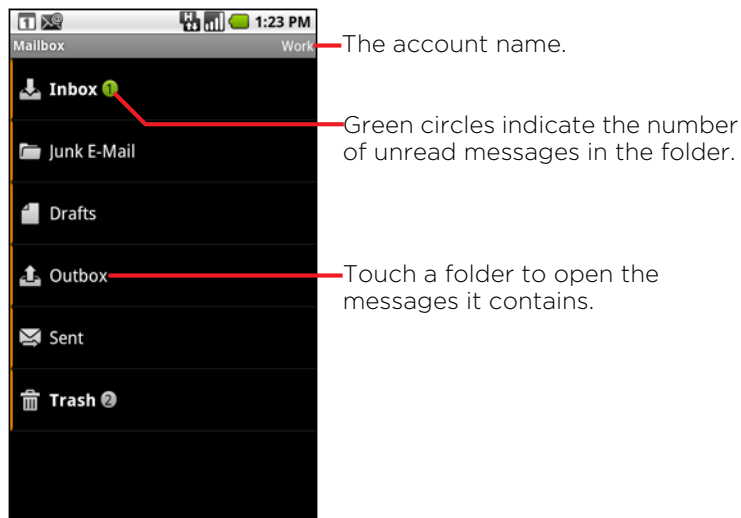 1 1:23 PM
Mailbox Work
The account name.
Inbox 1
Green circles indicate the number
of unread messages in the folder.
Junk E-Mail
Drafts
Outbox
Touch a folder to open the
messages it contains.
Sent
Trash 2